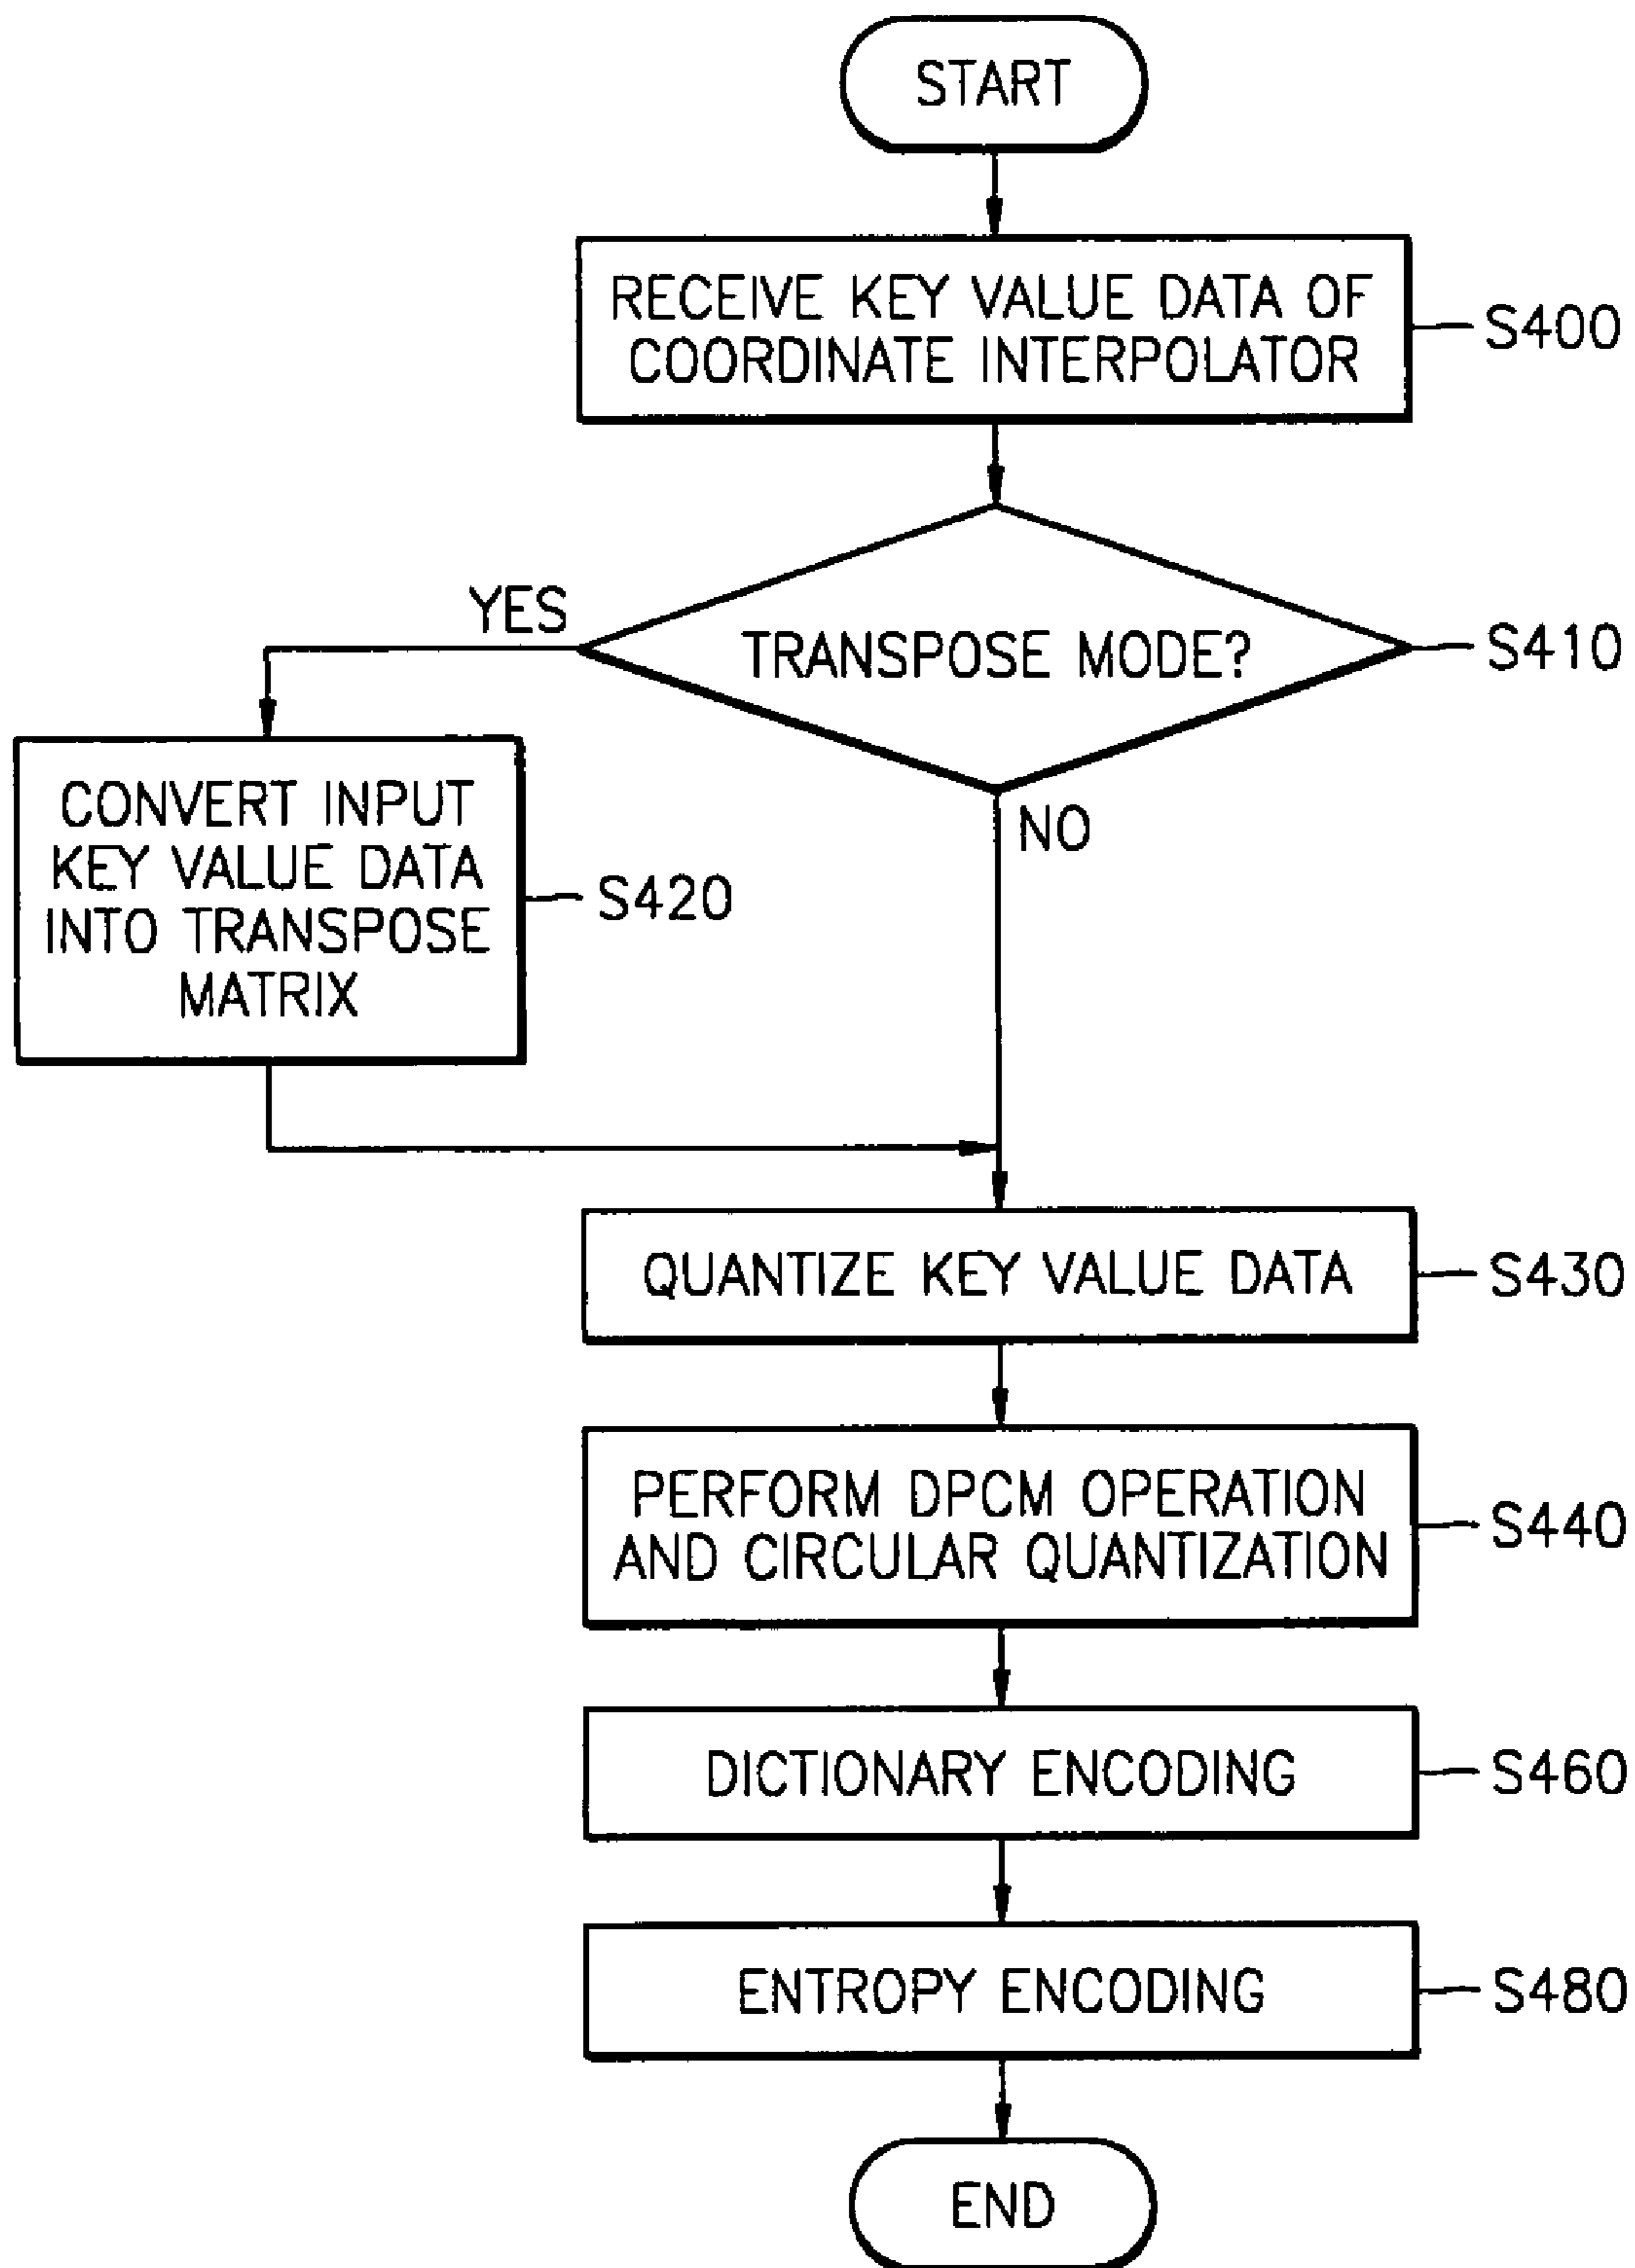 START
RECEIVE KEY VALUE DATA OF
COORDINATE INTERPOLATOR
S400
TRANSPOSE MODE?
S410
YES
NO
CONVERT INPUT
KEY VALUE DATA
INTO TRANSPOSE
MATRIX
S420
QUANTIZE KEY VALUE DATA
S430
PERFORM DPCM OPERATION
AND CIRCULAR QUANTIZATION
S440
DICTIONARY ENCODING
S460
ENTROPY ENCODING
S480
END